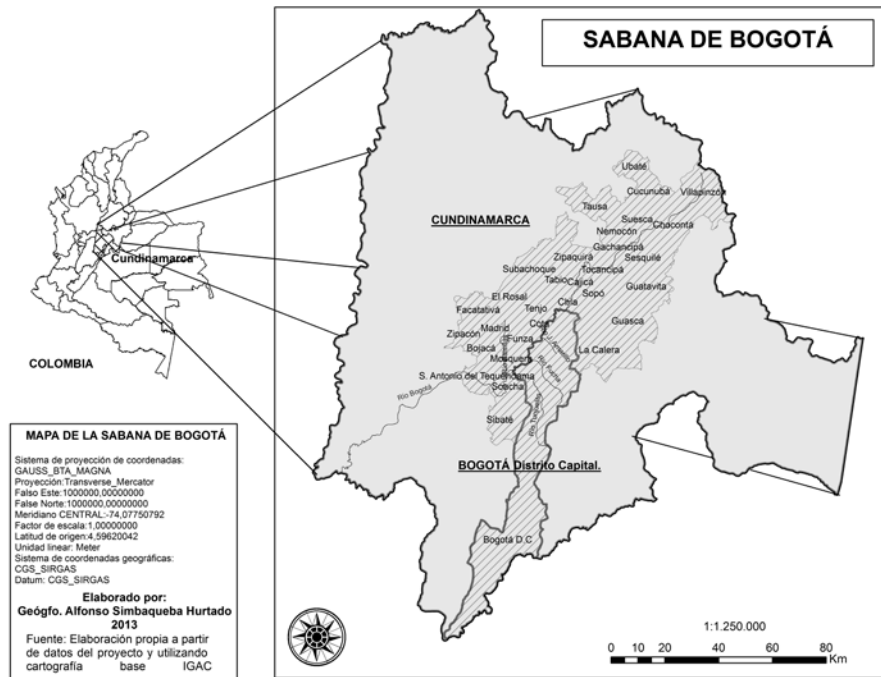 SABANA DE BOGOTÁ
Ubaté
Cucunubá
Villapinzón
Tausa
CUNDINAMARCA
Suesca
Chocontá
Nemocón
Gachancipá
Zipaquirá
Sesquilé
Cundinamarca
Subachoque
Tocancipá
Tabio
Cajicá
Guatavita
Sopó
El Rosal
Chía
Facatativá
Tenjo
Guasca
Cota
Madrid
Zipacón
Funza
Bojacá
La Calera
Mosquera
Río Fucha
COLOMBIA
S. Antonio del Tequendama
Soacha
Río Bogotá
Río Tunjuelito
Sibaté
BOGOTÁ Distrito Capital.
Bogotá D.C
MAPA DE LA SABANA DE BOGOTÁ
Sistema de proyección de coordenadas:
GAUSS_BTA_MAGNA
Proyección:Transverse_Mercator
Falso Este:1000000,00000000
False Norte:1000000,00000000
Meridiano CENTRAL:-74,07750792
Factor de escala:1,00000000
Latitud de origen:4,59620042
Unidad linear: Meter
Sistema de coordenadas geográficas:
CGS_SIRGAS
Datum: CGS_SIRGAS
Elaborado por:
Geógfo. Alfonso Simbaqueba Hurtado
2013
Fuente: Elaboración propia a partir
de datos del proyecto y utilizando
cartografía base IGAC
1:1.250.000
0 5 10 20 30 40 60 80
Km